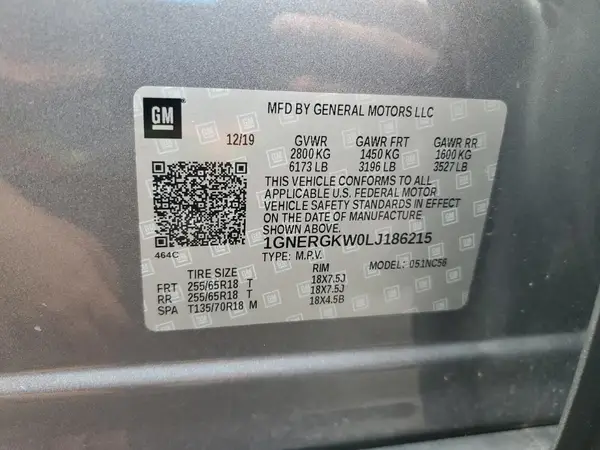 GM
MFD BY GENERAL MOTORS LLC
12/19 GVWR GAWR FRT GAWR RR
2800 KG 1450 KG 1600 KG
6173 LB 3196 LB 3527 LB
THIS VEHICLE CONFORMS TO ALL
APPLICABLE U.S. FEDERAL MOTOR
VEHICLE SAFETY STANDARDS IN EFFECT
ON THE DATE OF MANUFACTURE
SHOWN ABOVE.
1GNERGKW0LJ186215
464C TYPE: M.P.V. MODEL: 051NC56
TIRE SIZE RIM
FRT 255/65R18 T 18X7.5J
RR 255/65R18 T 18X7.5J
SPA T135/70R18 M 18X4.5B